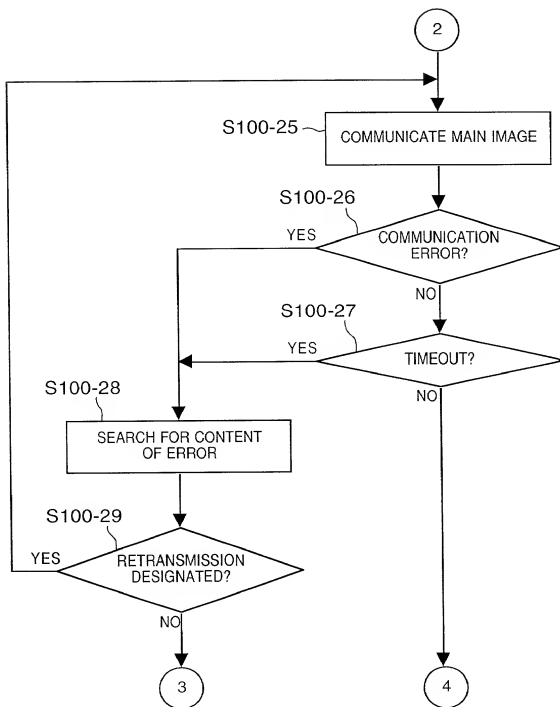 2
S100-25
COMMUNICATE MAIN IMAGE
S100-26
YES
COMMUNICATION
ERROR?
NO
S100-27
YES
TIMEOUT?
NO
S100-28
SEARCH FOR CONTENT
OF ERROR
S100-29
YES
RETRANSMISSION
DESIGNATED?
NO
3
4